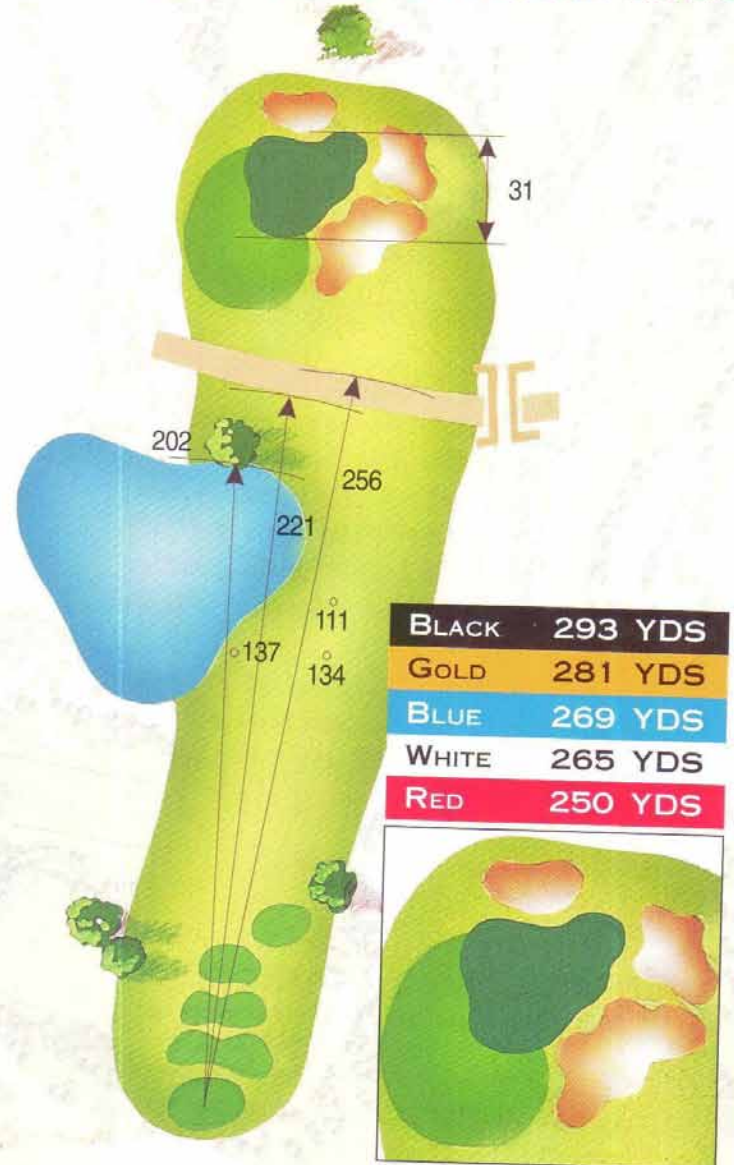 31
202
256
221
111
137
134
BLACK 293 YDS
GOLD 281 YDS
BLUE 269 YDS
WHITE 265 YDS
RED 250 YDS